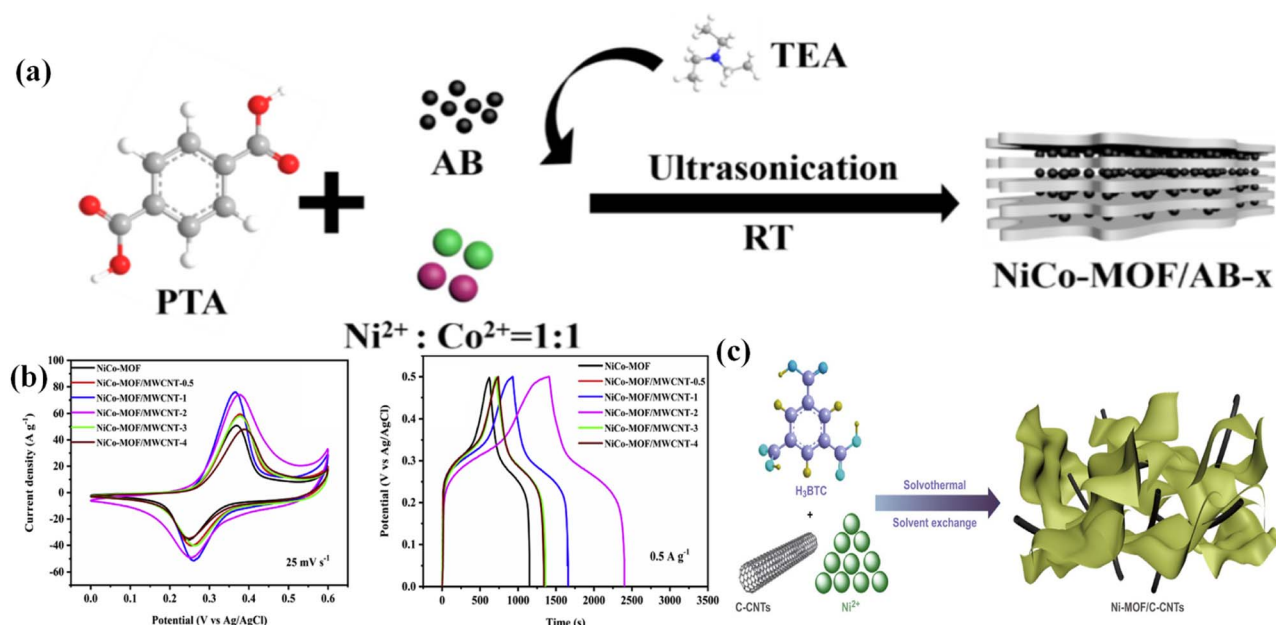 (a)
TEA
AB
Ultrasonication
RT
PTA
NiCo-MOF/AB-x
Ni²⁺ : Co²⁺=1:1
(b)
100
80
60
40
20
0
-20
-40
-60
Current density (A g⁻¹)
NiCo-MOF
NiCo-MOF/MWCNT-0.5
NiCo-MOF/MWCNT-1
NiCo-MOF/MWCNT-2
NiCo-MOF/MWCNT-3
NiCo-MOF/MWCNT-4
25 mV s⁻¹
0.0 0.1 0.2 0.3 0.4 0.5 0.6
Potential (V vs Ag/AgCl)
0.5
0.4
0.3
0.2
0.1
0.0
Potential (V vs Ag/AgCl)
NiCo-MOF
NiCo-MOF/MWCNT-0.5
NiCo-MOF/MWCNT-1
NiCo-MOF/MWCNT-2
NiCo-MOF/MWCNT-3
NiCo-MOF/MWCNT-4
0.5 A g⁻¹
0 500 1000 1500 2000 2500 3000 3500
Time (s)
(c)
H₃BTC
+
C-CNTs
Ni²⁺
Solvothermal
Solvent exchange
Ni-MOF/C-CNTs